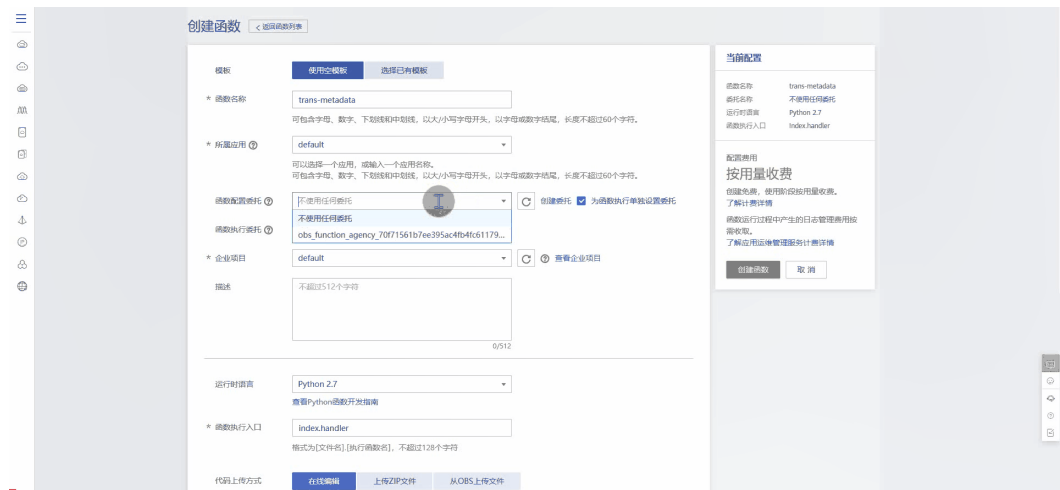 创建函数 < 返回函数列表
模板 使用空模板 选择已有模板
* 函数名称 trans-metadata
可包含字母、数字、下划线和中划线，以大/小写字母开头，以字母或数字结尾，长度不超过60个字符。
* 所属应用 default
可以选择一个应用，或输入一个应用名称。
可包含字母、数字、下划线和中划线，以大/小写字母开头，以字母或数字结尾，长度不超过60个字符。
函数配置委托 不使用任何委托 创建委托 为函数执行单独设置委托
不使用任何委托
函数执行委托 obs_function_agency_70f71561b7ee395ac4fb4fc61179...
* 企业项目 default 查看企业项目
描述 不超过512个字符
0/512
运行时语言 Python 2.7
查看Python函数开发指南
* 函数执行入口 index.handler
格式为[文件名].[执行函数名]，不超过128个字符
代码上传方式 在线编辑 上传ZIP文件 从OBS上传文件
当前配置
函数名称 trans-metadata
委托名称 不使用任何委托
运行时语言 Python 2.7
函数执行入口 index.handler
配置费用
按用量收费
创建免费，使用阶段按用量收费。
了解计费详情
函数运行过程中产生的日志管理费用按
需收取。
了解应用运维管理服务计费详情
创建函数 取消